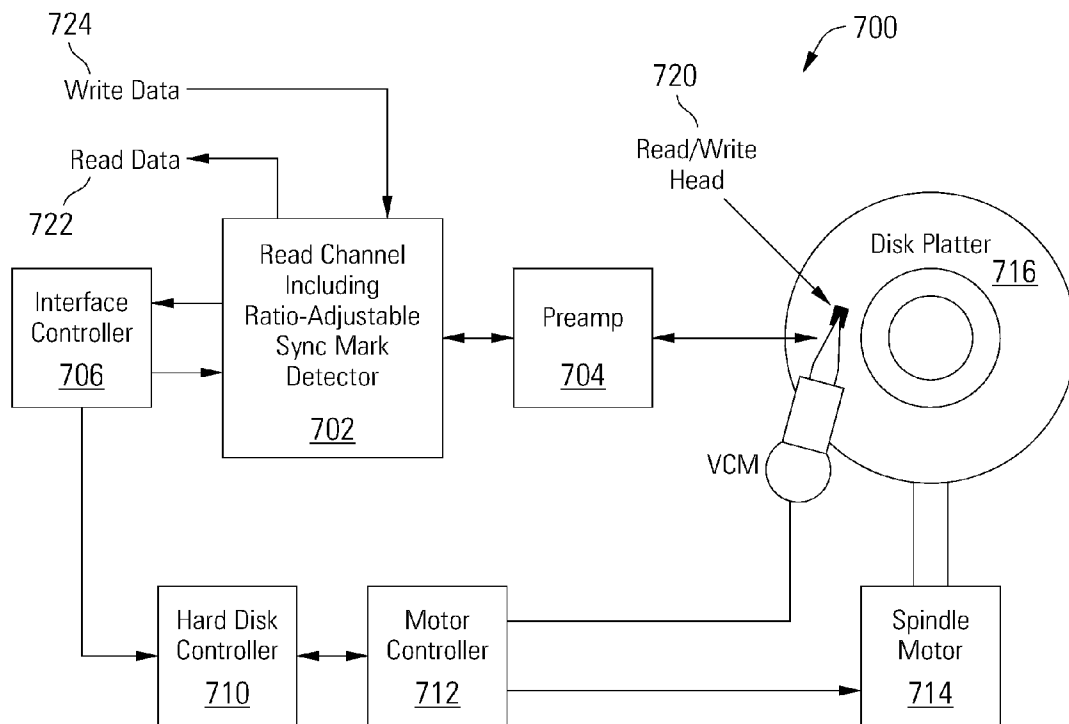 724
Write Data
Read Data
722
700
720
Read/Write
Head
Disk Platter
716
Interface
Controller
706
Read Channel
Including
Ratio-Adjustable
Sync Mark
Detector
702
Preamp
704
VCM
Hard Disk
Controller
710
Motor
Controller
712
Spindle
Motor
714